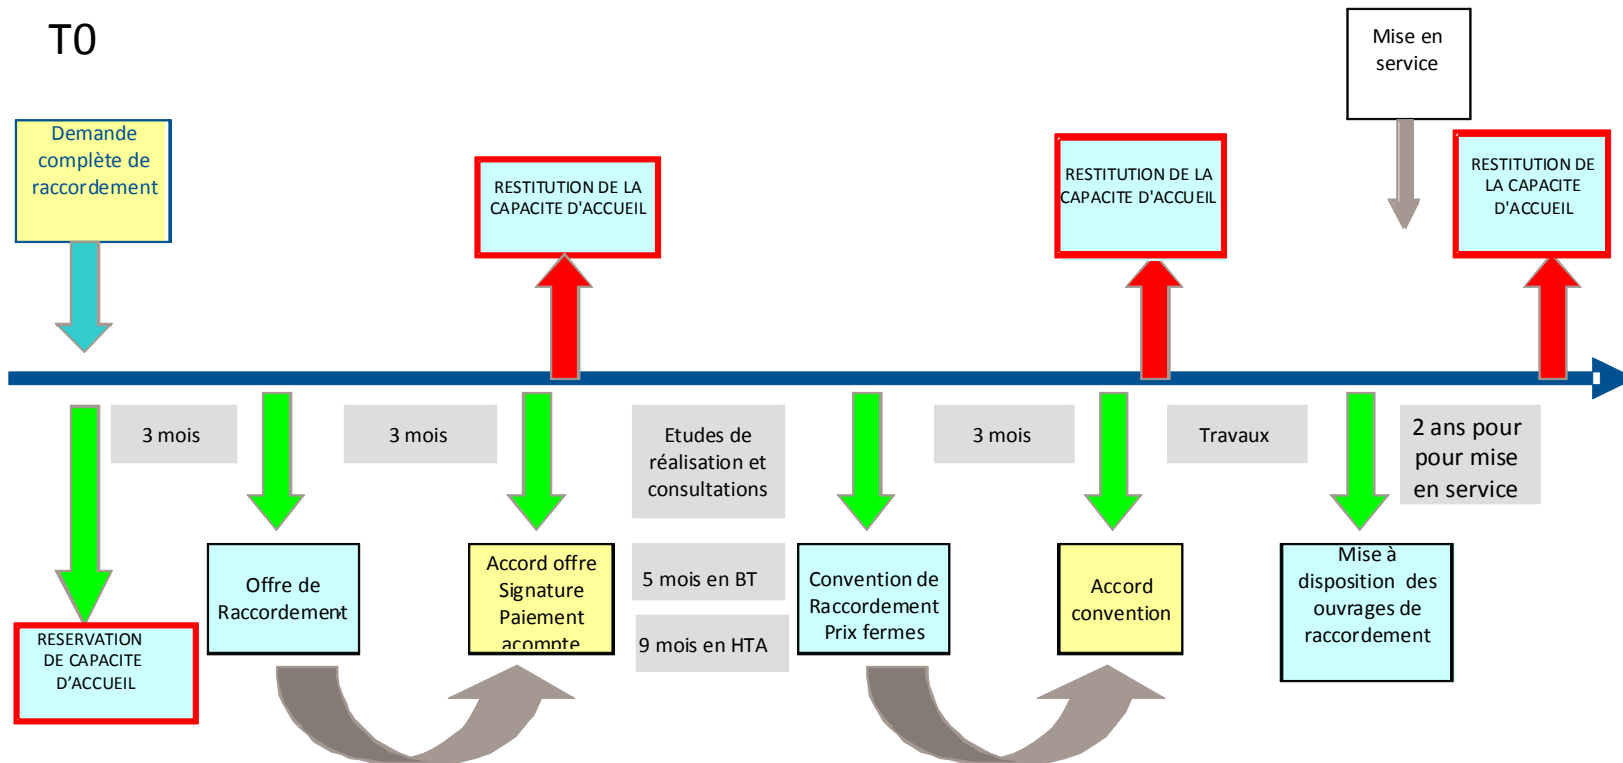 T0
Mise en
service
Demande
complète de
raccordement
RESTITUTION DE LA
CAPACITE D'ACCUEIL
RESTITUTION DE LA
CAPACITE D'ACCUEIL
RESTITUTION DE
LA CAPACITE
D'ACCUEIL
3 mois
3 mois
Etudes de
réalisation et
consultations
3 mois
Travaux
2 ans pour
pour mise
en service
Offre de
Raccordement
Accord offre
Signature
Paiement
acompte
5 mois en BT
9 mois en HTA
Convention de
Raccordement
Prix fermes
Accord
convention
Mise à
disposition des
ouvrages de
raccordement
RESERVATION
DE CAPACITE
D’ACCUEIL